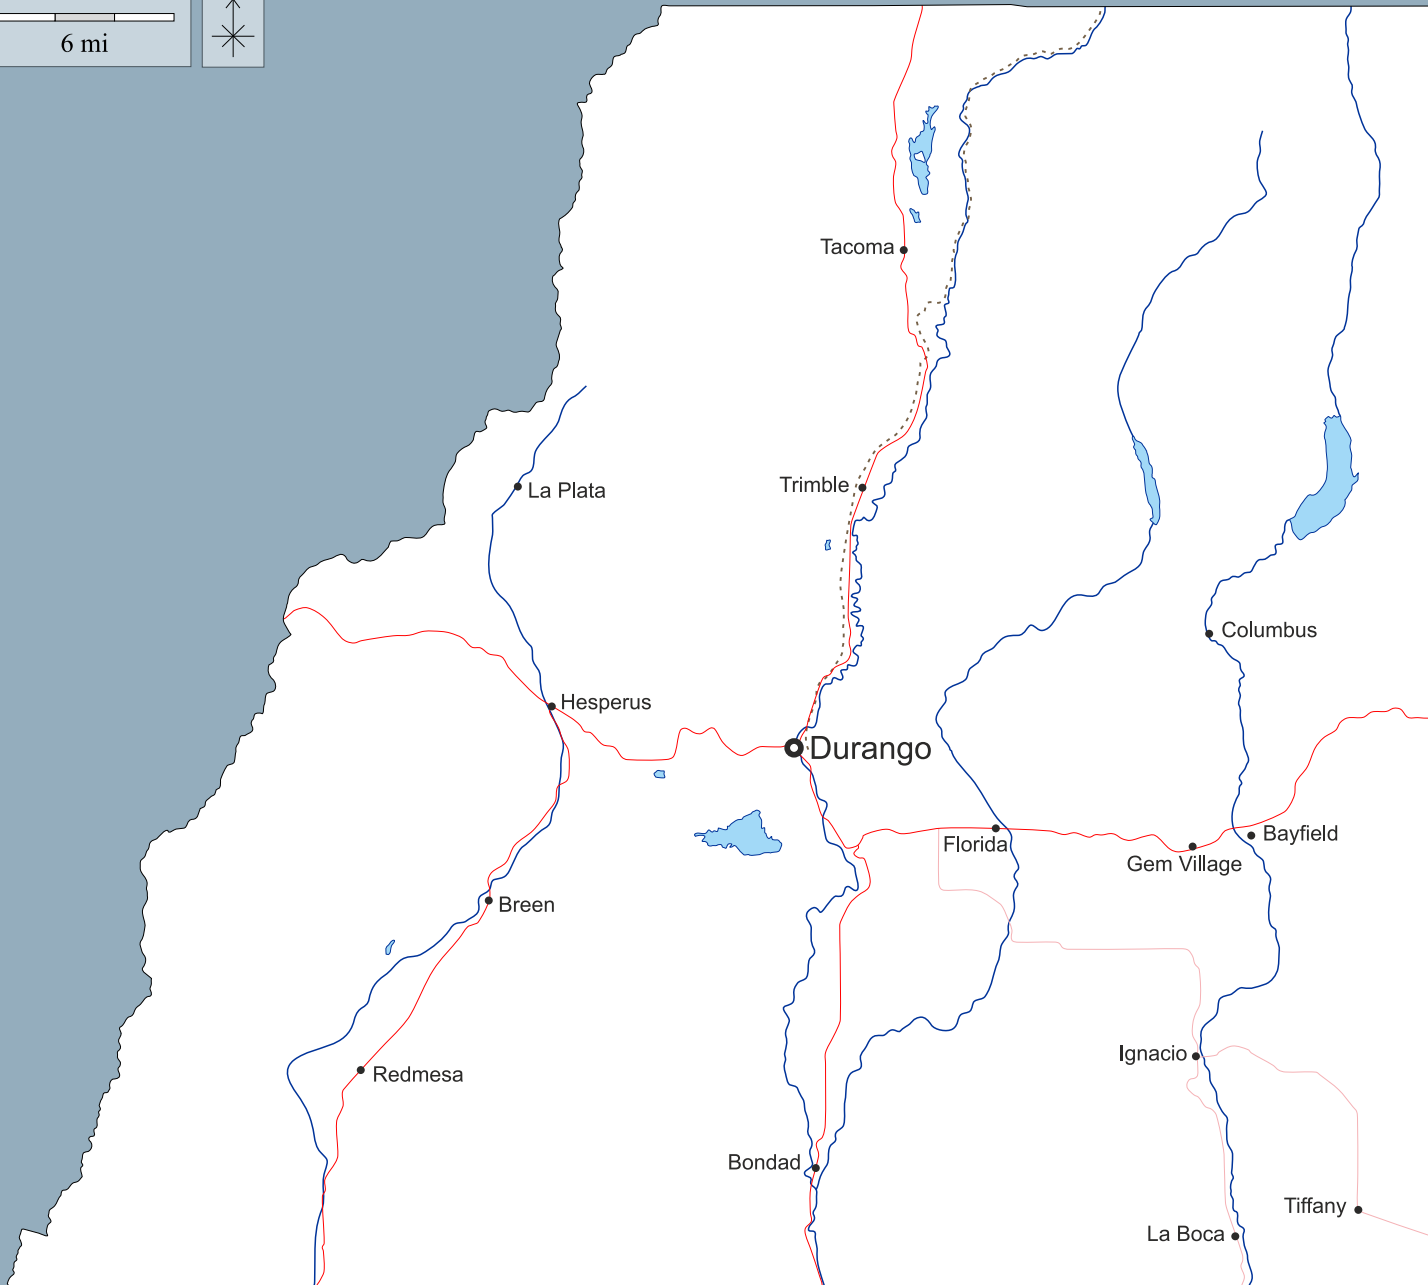 6 mi
Tacoma
Trimble
La Plata
Columbus
Hesperus
Durango
Florida
Bayfield
Gem Village
Breen
Ignacio
Redmesa
Bondad
Tiffany
La Boca